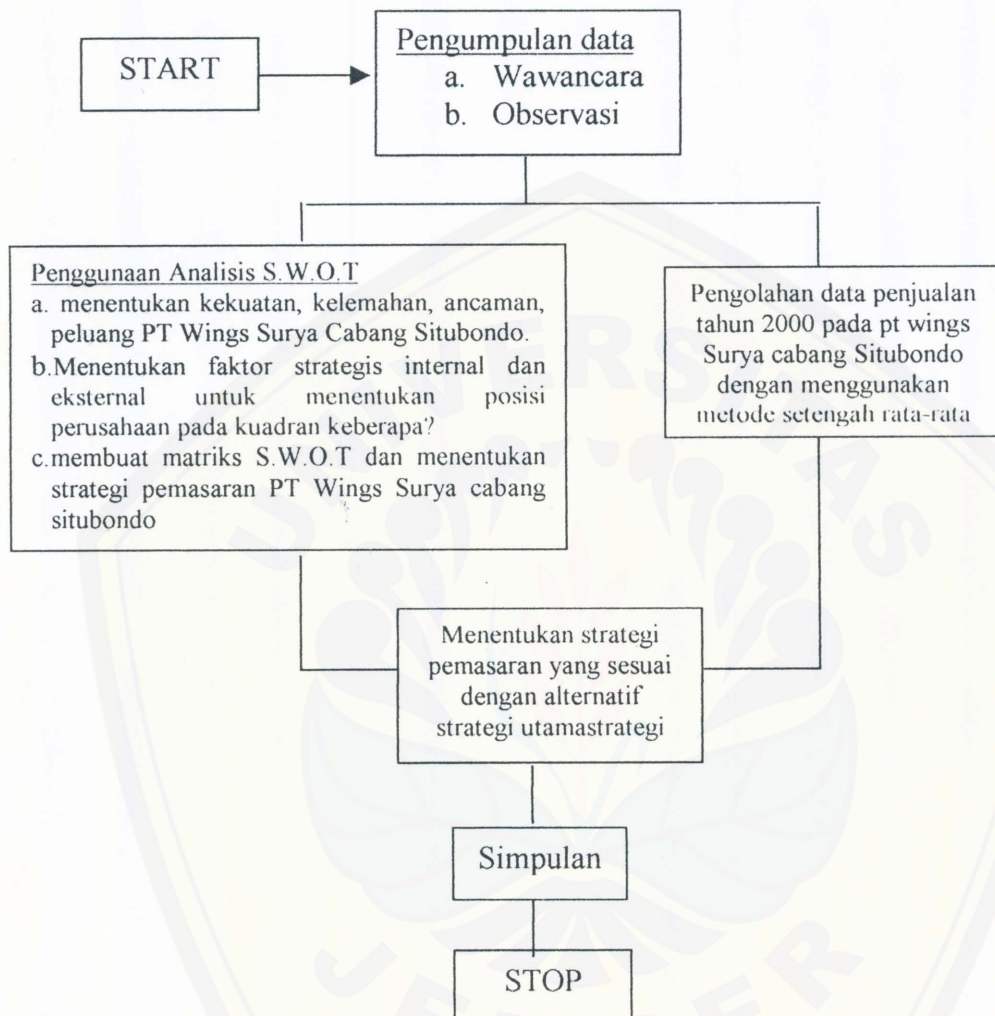 START
Pengumpulan data
a. Wawancara
b. Observasi
Penggunaan Analisis S.W.O.T
a. menentukan kekuatan, kelemahan, ancaman,
peluang PT Wings Surya Cabang Situbondo.
b.Menentukan faktor strategis internal dan
eksternal untuk menentukan posisi
perusahaan pada kuadran keberapa?
c.membuat matriks S.W.O.T dan menentukan
strategi pemasaran PT Wings Surya cabang
situbondo
Pengolahan data penjualan
tahun 2000 pada pt wings
Surya cabang Situbondo
dengan menggunakan
metode setengah rata-rata
Menentukan strategi
pemasaran yang sesuai
dengan alternatif
strategi utamastrategi
Simpulan
STOP
UNIVERSITAS
JEMBER